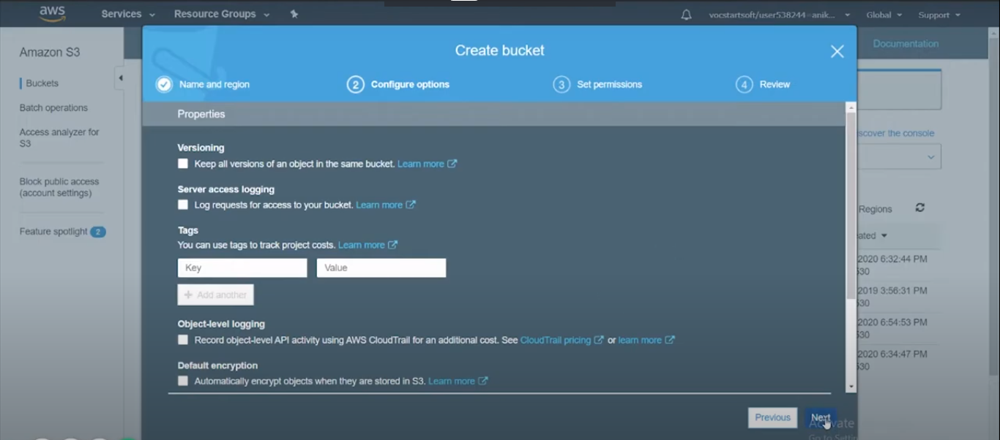 aws Services Resource Groups vocstartsoft/user538244=anik... Global Support
Amazon S3
Buckets
Batch operations
Access analyzer for
S3
Block public access
(account settings)
Feature spotlight 2
Documentation
Create bucket
Name and region 2 Configure options 3 Set permissions 4 Review
Properties
Versioning
Keep all versions of an object in the same bucket. Learn more
Server access logging
Log requests for access to your bucket. Learn more
Tags
You can use tags to track project costs. Learn more
Key Value
+ Add another
Object-level logging
Record object-level API activity using AWS CloudTrail for an additional cost. See CloudTrail pricing or learn more
Default encryption
Automatically encrypt objects when they are stored in S3. Learn more
Previous Next
scover the console
Regions
ated
2020 6:32:44 PM
530
2019 3:56:31 PM
530
2020 6:54:53 PM
530
2020 6:34:47 PM
530